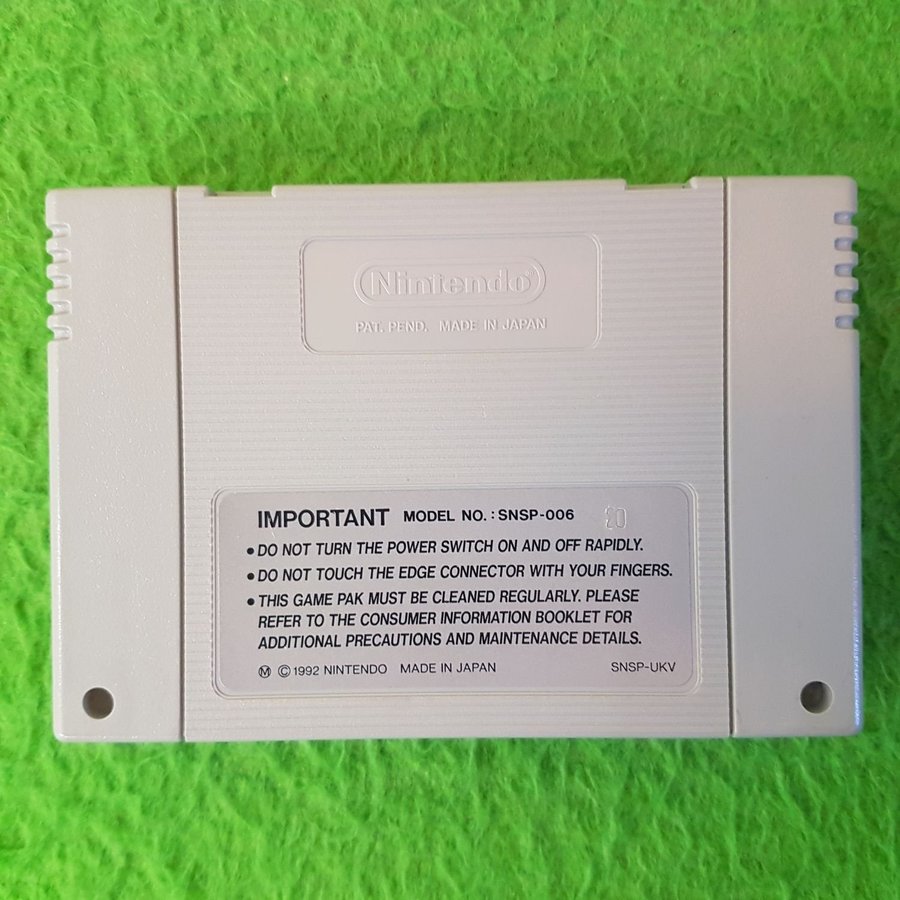 Nintendo
PAT. PEND. MADE IN JAPAN
IMPORTANT MODEL NO. : SNSP-006 20
• DO NOT TURN THE POWER SWITCH ON AND OFF RAPIDLY.
• DO NOT TOUCH THE EDGE CONNECTOR WITH YOUR FINGERS.
• THIS GAME PAK MUST BE CLEANED REGULARLY. PLEASE
REFER TO THE CONSUMER INFORMATION BOOKLET FOR
ADDITIONAL PRECAUTIONS AND MAINTENANCE DETAILS.
Ⓜ © 1992 NINTENDO MADE IN JAPAN SNSP-UKV